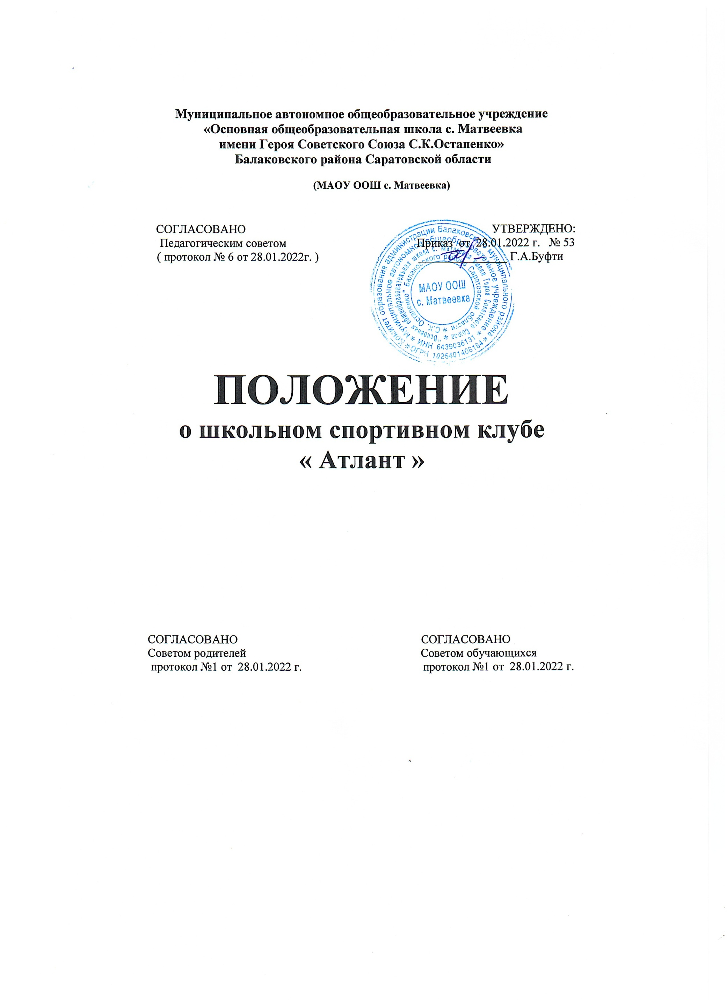 Муниципальное автономное общеобразовательное учреждение
«Основная общеобразовательная школа с. Матвеевка
имени Героя Советского Союза С.К.Остапенко»
Балаковского района Саратовской области
(МАОУ ООШ с. Матвеевка)
СОГЛАСОВАНО
Педагогическим советом
( протокол № 6 от 28.01.2022г. )
УТВЕРЖДЕНО:
Приказ от 28.01.2022 г. № 53
Г.А.Буфти
МАОУ ООШ
с. Матвеевка
образования администрации Балаковского муниципального района
муниципальное автономное общеобразовательное учреждение
"Основная общеобразовательная школа с. Матвеевка имени Героя Советского Союза
С.К. Остапенко" Балаковского района Саратовской области
ИНН 6439036131
ОГРН
ПОЛОЖЕНИЕ
о школьном спортивном клубе
« Атлант »
СОГЛАСОВАНО
Советом родителей
протокол №1 от 28.01.2022 г.
СОГЛАСОВАНО
Советом обучающихся
протокол №1 от 28.01.2022 г.